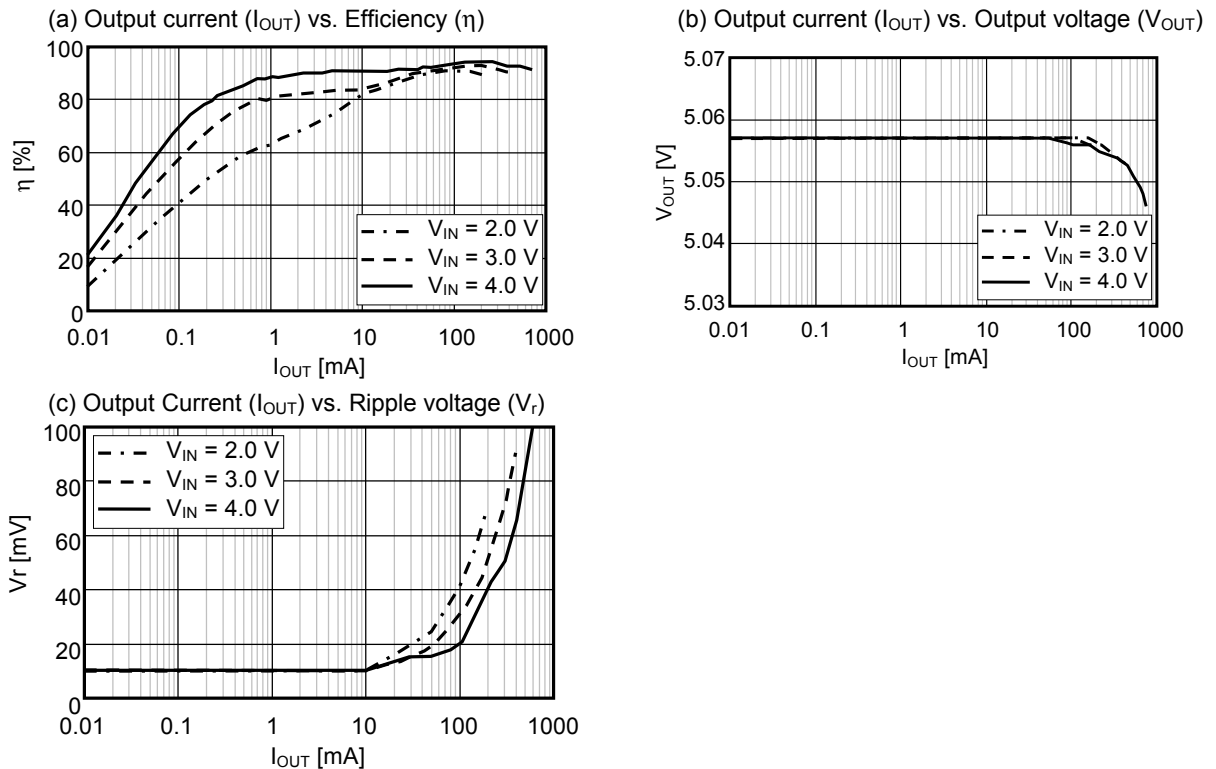 (a) Output current (IOUT) vs. Efficiency (η)
100
80
60
40
20
0
η [%]
VIN = 2.0 V
VIN = 3.0 V
VIN = 4.0 V
0.01 0.1 1 10 100 1000
IOUT [mA]
(b) Output current (IOUT) vs. Output voltage (VOUT)
5.07
5.06
5.05
5.04
5.03
VOUT [V]
VIN = 2.0 V
VIN = 3.0 V
VIN = 4.0 V
0.01 0.1 1 10 100 1000
IOUT [mA]
(c) Output Current (IOUT) vs. Ripple voltage (Vr)
100
80
60
40
20
0
Vr [mV]
VIN = 2.0 V
VIN = 3.0 V
VIN = 4.0 V
0.01 0.1 1 10 100 1000
IOUT [mA]